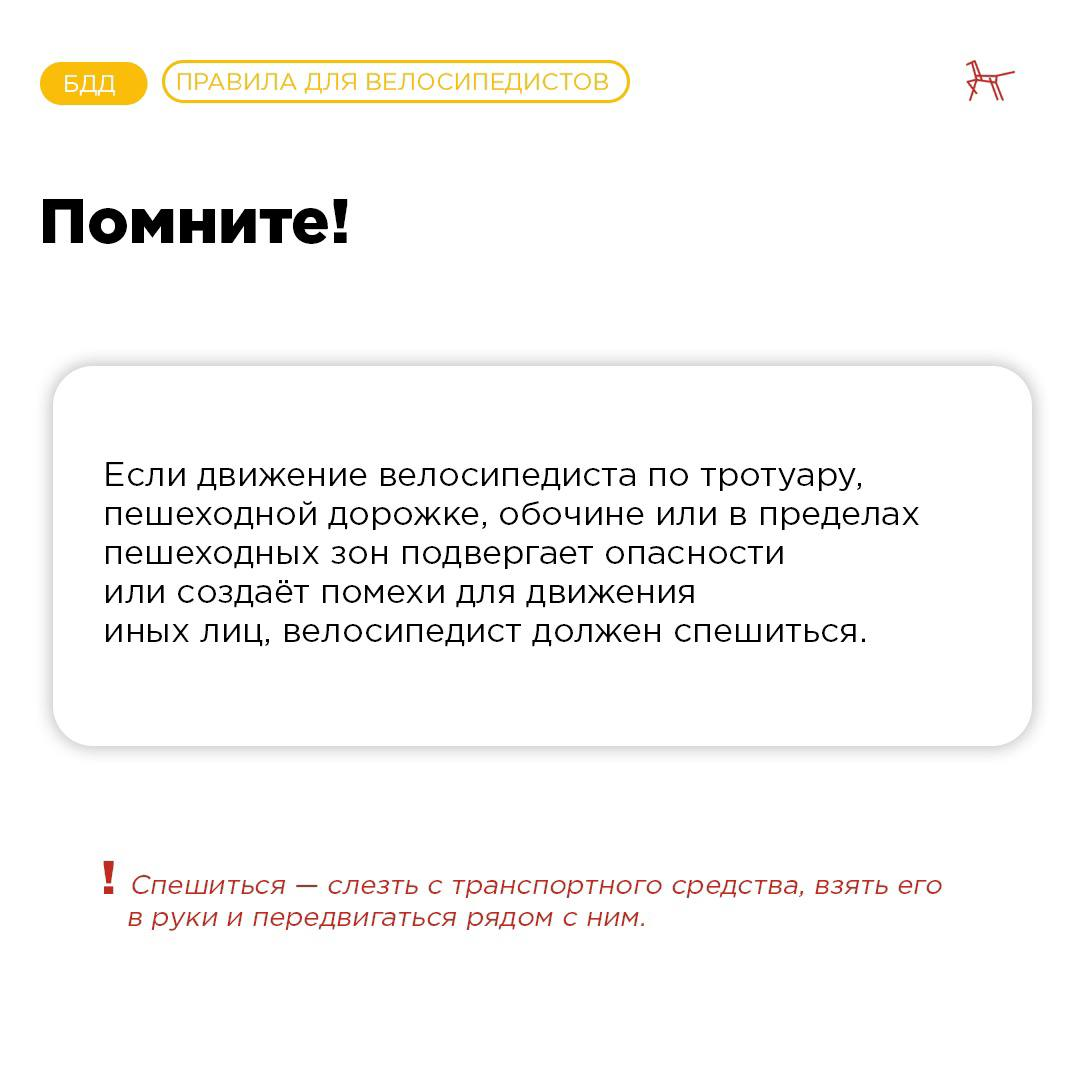 БДД
ПРАВИЛА ДЛЯ ВЕЛОСИПЕДИСТОВ
Помните!
Если движение велосипедиста по тротуару,
пешеходной дорожке, обочине или в пределах
пешеходных зон подвергает опасности
или создаёт помехи для движения
иных лиц, велосипедист должен спешиться.
! Спешиться — слезть с транспортного средства, взять его
в руки и передвигаться рядом с ним.